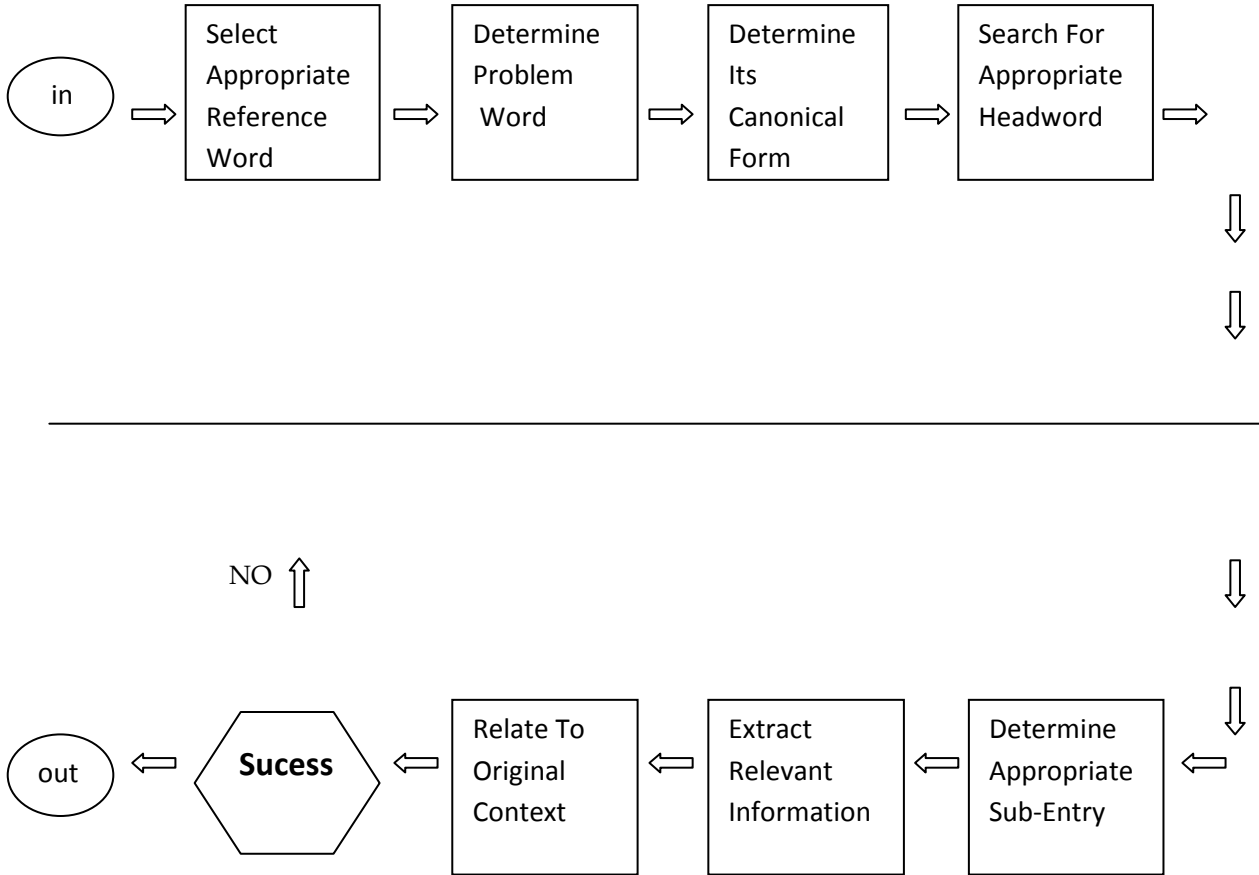 in
Select
Appropriate
Reference
Word
Determine
Problem
Word
Determine
Its
Canonical
Form
Search For
Appropriate
Headword
NO
out
Sucess
Relate To
Original
Context
Extract
Relevant
Information
Determine
Appropriate
Sub-Entry